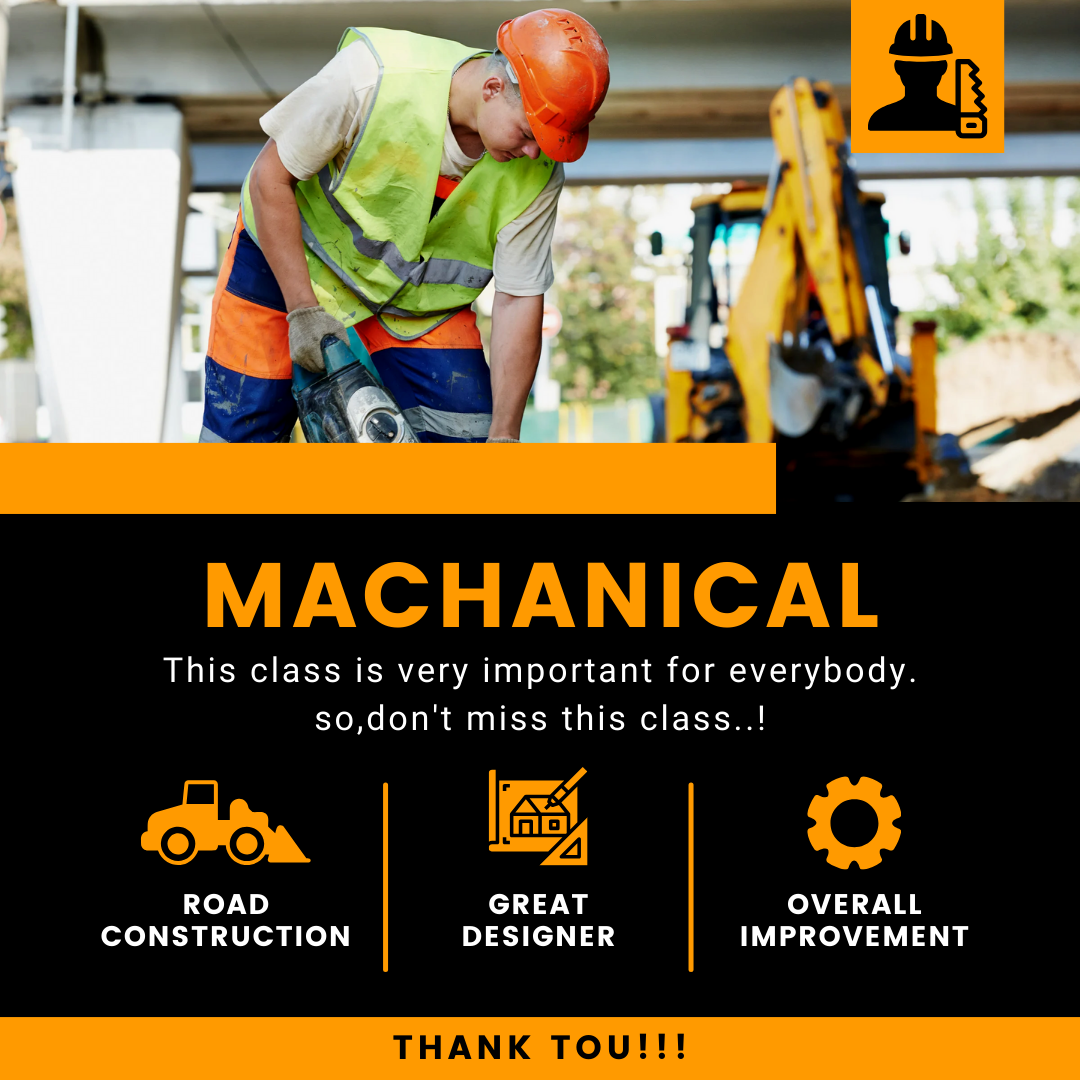 MACHANICAL
This class is very important for everybody.
so,don't miss this class..!
ROAD
CONSTRUCTION
GREAT
DESIGNER
OVERALL
IMPROVEMENT
THANK TOU!!!